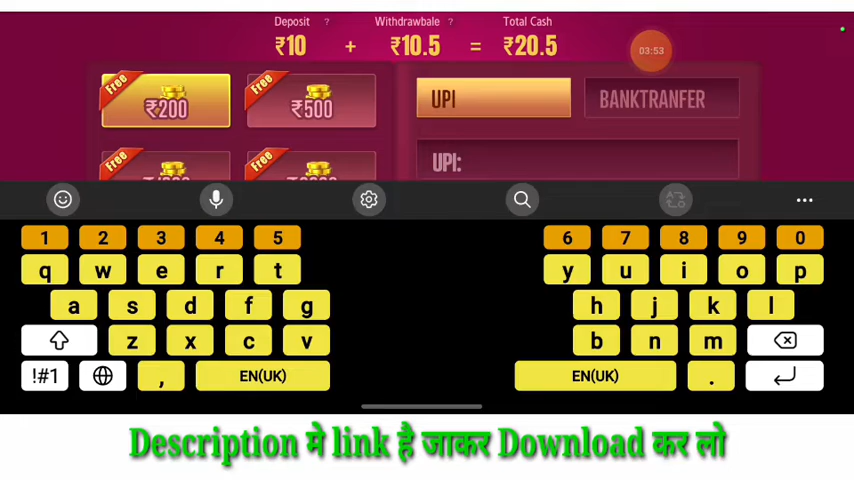 Deposit ? Withdrawbale ? Total Cash
₹10 + ₹10.5 = ₹20.5
03:53
Free ₹200 Free ₹500 UPI BANKTRANFER
Free Free UPI:
1 2 3 4 5 6 7 8 9 0
q w e r t y u i o p
a s d f g h j k l
z x c v b n m
!#1 , EN(UK) EN(UK) .
Description मे link है जाकर Download कर लो